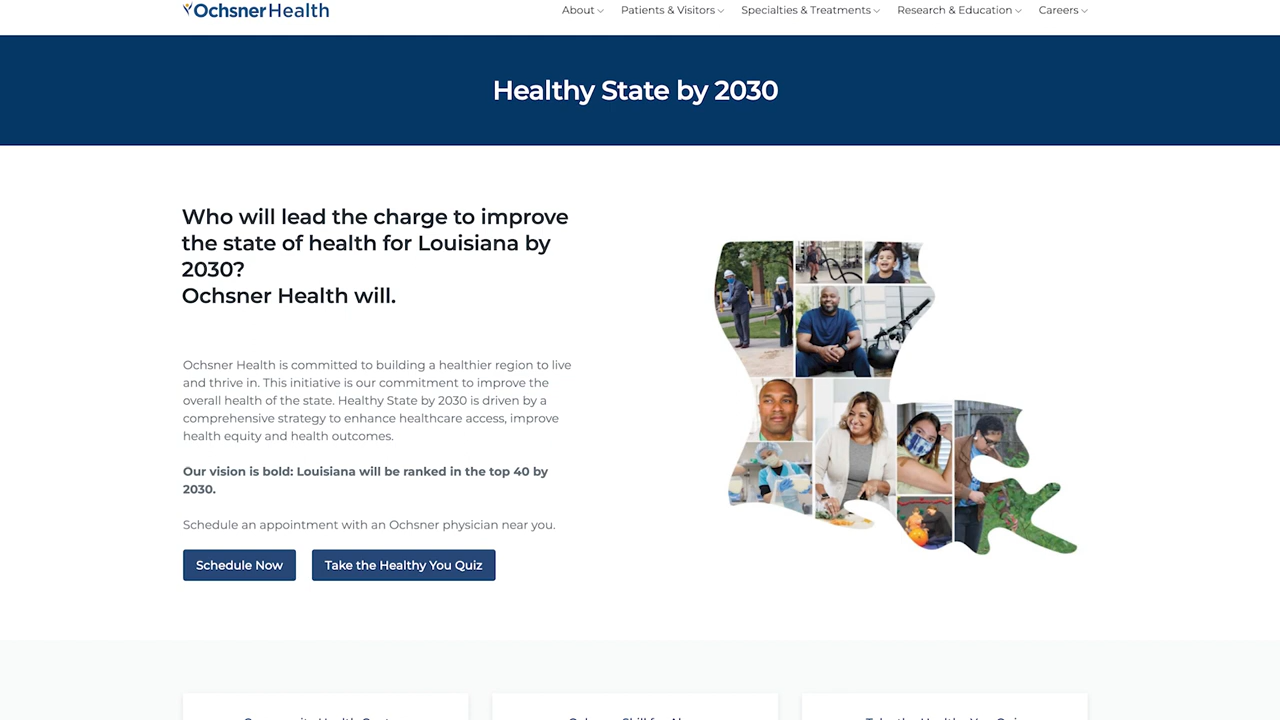 OchsnerHealth
About
Patients & Visitors
Specialties & Treatments
Research & Education
Careers
Healthy State by 2030
Who will lead the charge to improve
the state of health for Louisiana by
2030?
Ochsner Health will.
Ochsner Health is committed to building a healthier region to live
and thrive in. This initiative is our commitment to improve the
overall health of the state. Healthy State by 2030 is driven by a
comprehensive strategy to enhance healthcare access, improve
health equity and health outcomes.
Our vision is bold: Louisiana will be ranked in the top 40 by
2030.
Schedule an appointment with an Ochsner physician near you.
Schedule Now
Take the Healthy You Quiz